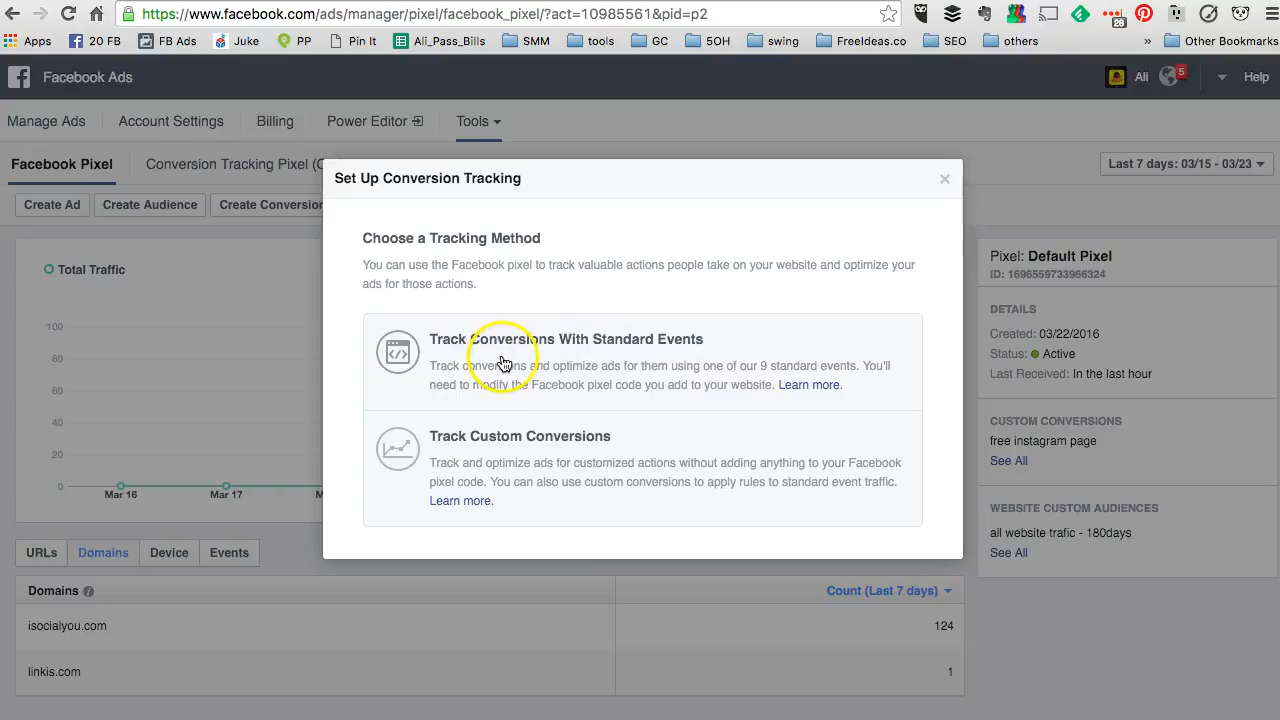 https://www.facebook.com/ads/manager/pixel/facebook_pixel/?act=10985561&pid=p2
23
Apps 20 FB FB Ads Juke PP Pin It Ali_Pass_Bills SMM tools GC 5OH swing FreeIdeas.co SEO others » Other Bookmarks
Facebook Ads Ali 5 Help
Manage Ads Account Settings Billing Power Editor Tools
Facebook Pixel Conversion Tracking Pixel (O Last 7 days: 03/15 - 03/23
Create Ad Create Audience Create Conversion
Set Up Conversion Tracking ×
Choose a Tracking Method
You can use the Facebook pixel to track valuable actions people take on your website and optimize your
ads for those actions.
Track Conversions With Standard Events
Track conversions and optimize ads for them using one of our 9 standard events. You'll
need to modify the Facebook pixel code you add to your website. Learn more.
Track Custom Conversions
Track and optimize ads for customized actions without adding anything to your Facebook
pixel code. You can also use custom conversions to apply rules to standard event traffic.
Learn more.
Total Traffic
100
80
60
40
20
0
Mar 16 Mar 17 M
Pixel: Default Pixel
ID: 1696559733966324
DETAILS
Created: 03/22/2016
Status: Active
Last Received: In the last hour
CUSTOM CONVERSIONS
free instagram page
See All
WEBSITE CUSTOM AUDIENCES
all website trafic - 180days
See All
URLs Domains Device Events
Domains Count (Last 7 days)
isocialyou.com 124
linkis.com 1